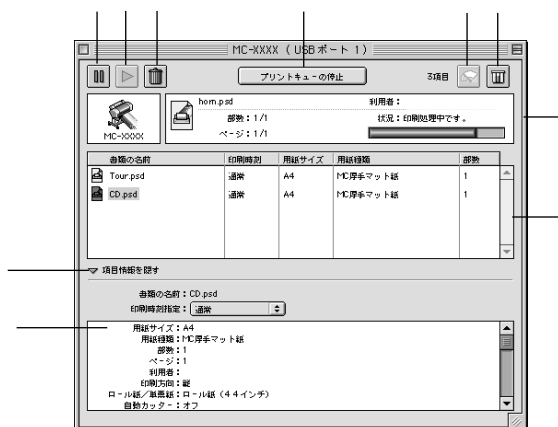 MC-XXXX （USBポート 1）
プリントキューの停止
3項目
MC-XXXX
horn.psd
利用者：
部数：1/1
状況：印刷処理中です。
ページ：1/1
書類の名前 印刷時刻 用紙サイズ 用紙種類 部数
Tour.psd 通常 A4 MC厚手マット紙 1
CD.psd 通常 A4 MC厚手マット紙 1
項目情報を隠す
書類の名前：CD.psd
印刷時刻指定：通常
用紙サイズ：A4
用紙種類：MC厚手マット紙
部数：1
ページ：1
利用者：
印刷方向：縦
ロール紙／単票紙：ロール紙（44インチ）
自動カッター：オフ